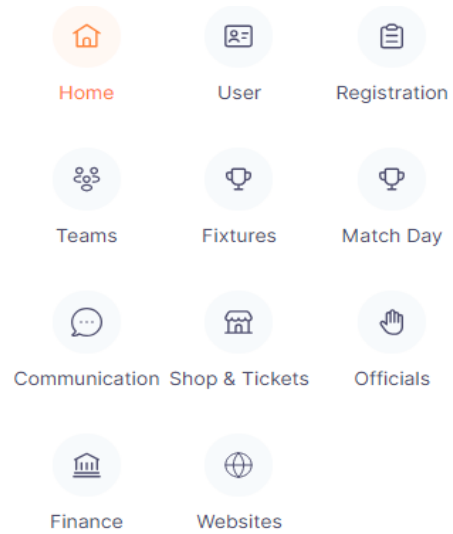 Home
User
Registration
Teams
Fixtures
Match Day
Communication
Shop & Tickets
Officials
Finance
Websites